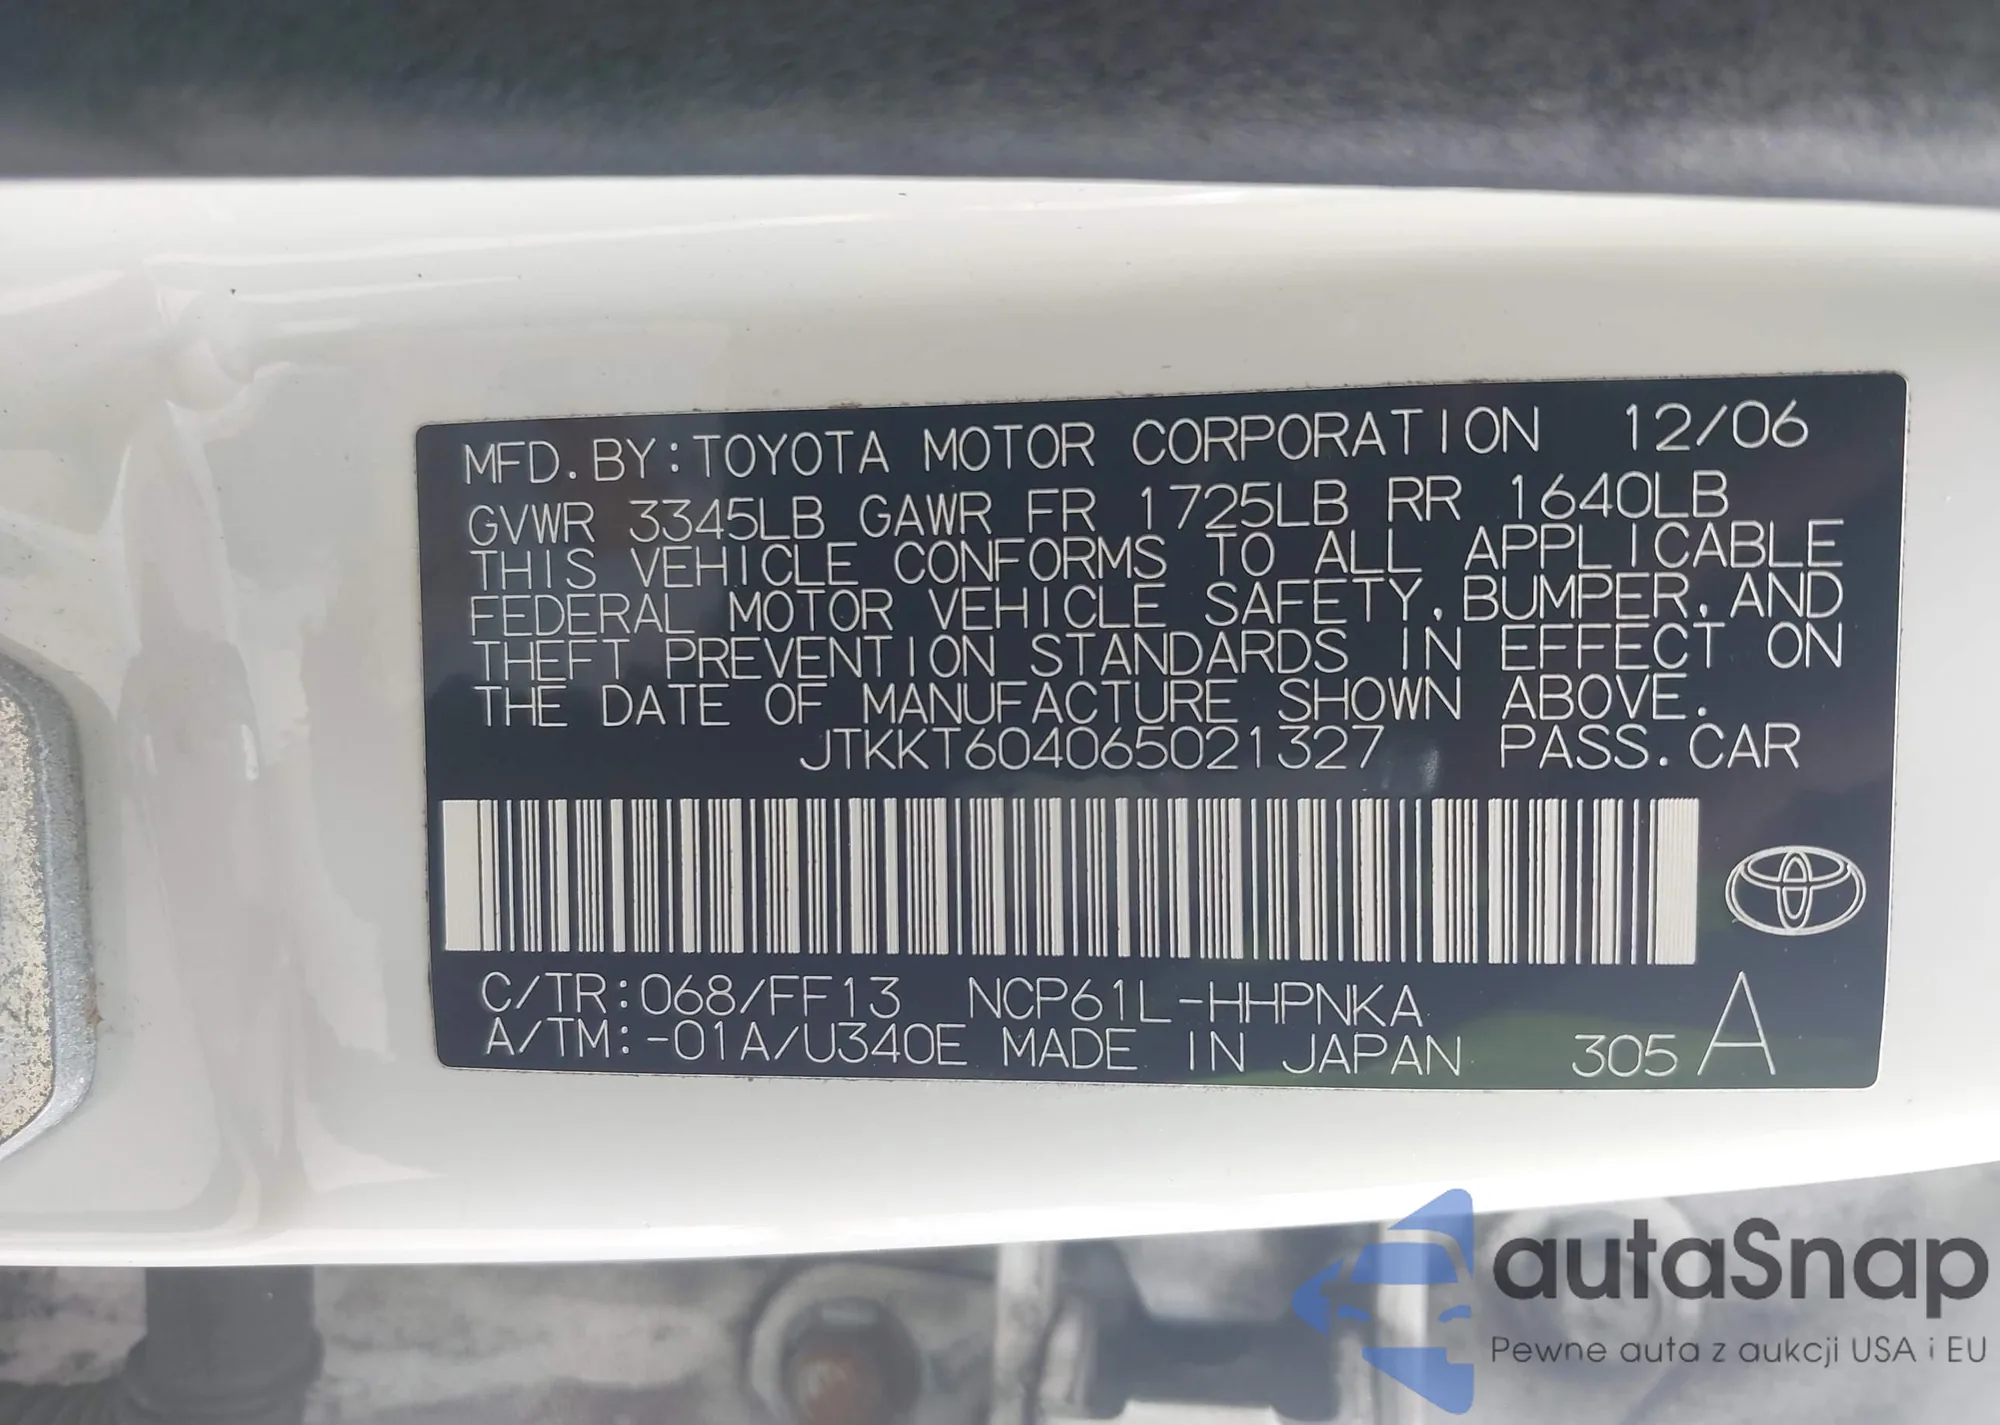 MFD. BY: TOYOTA MOTOR CORPORATION 12/06
GVWR 3345LB GAWR FR 1725LB RR 1640LB
THIS VEHICLE CONFORMS TO ALL APPLICABLE
FEDERAL MOTOR VEHICLE SAFETY, BUMPER, AND
THEFT PREVENTION STANDARDS IN EFFECT ON
THE DATE OF MANUFACTURE SHOWN ABOVE.
JTKKT604065021327 PASS. CAR
C/TR: 068/FF13 NCP61L-HHPNKA
A/TM: -01A/U340E MADE IN JAPAN 305 A
autaSnap
Pewne auta z aukcji USA i EU